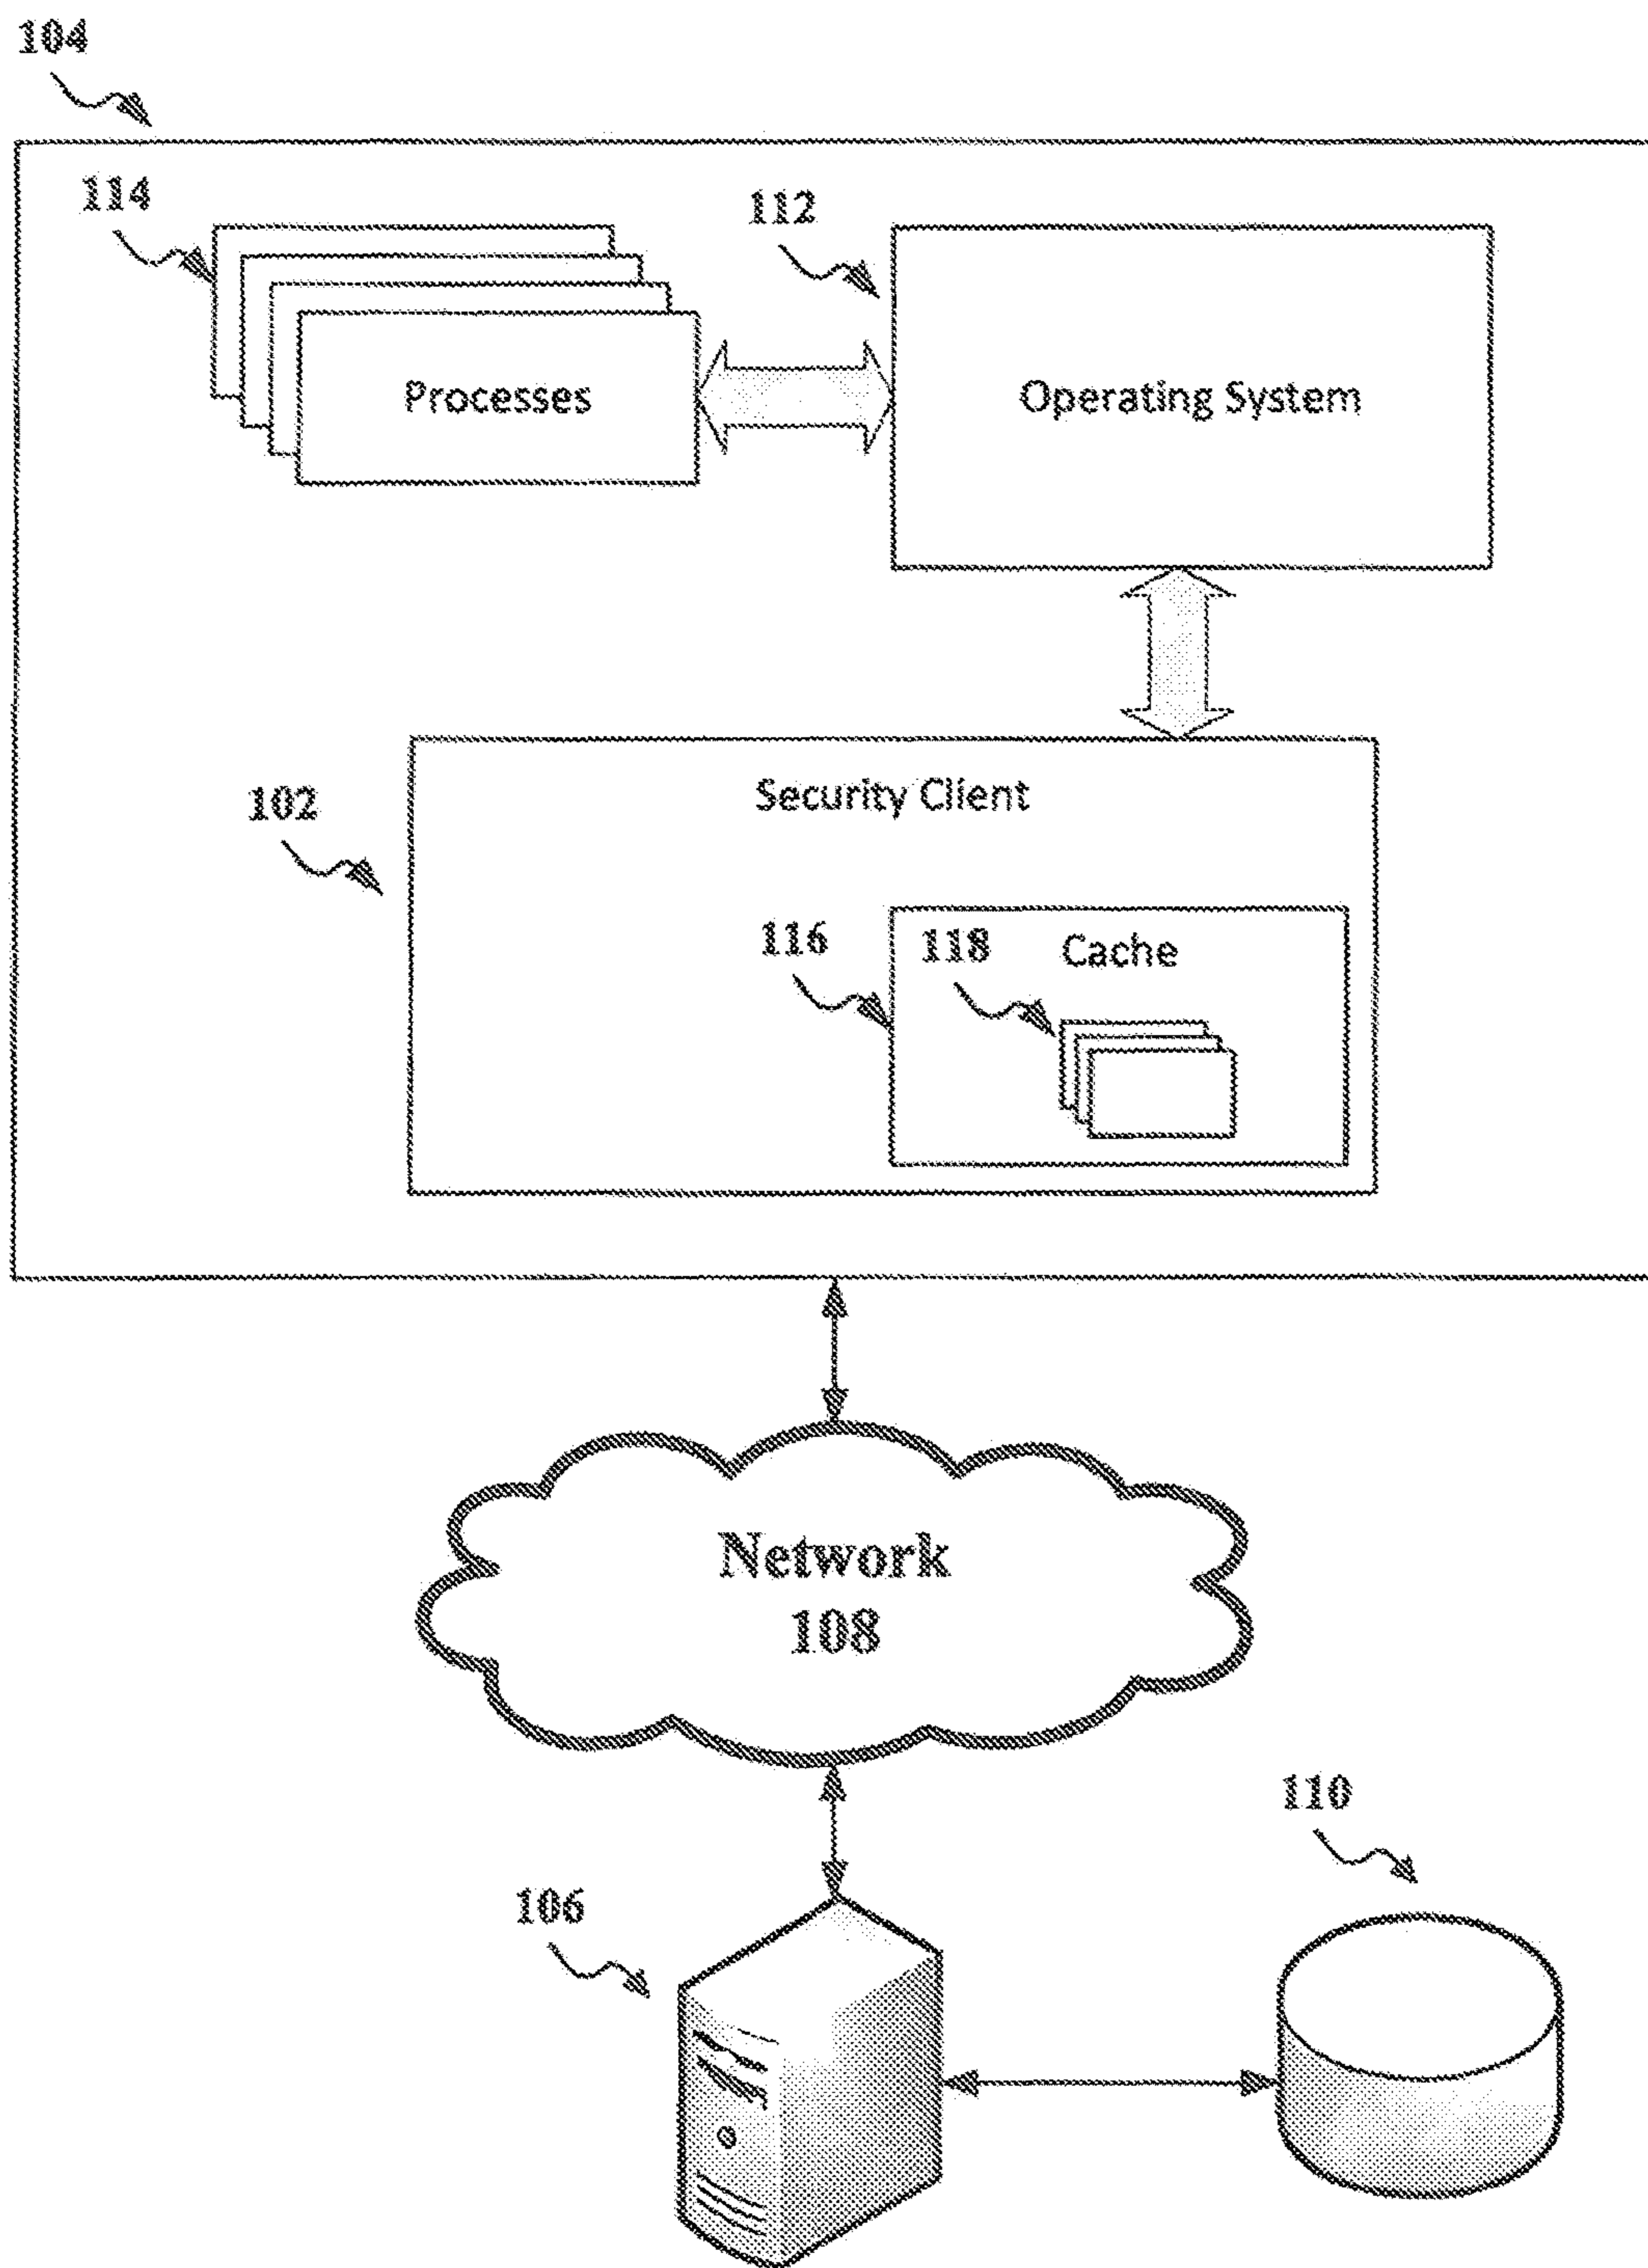 104
114
112
Processes
Operating System
102
Security Client
116
118
Cache
Network
108
110
106